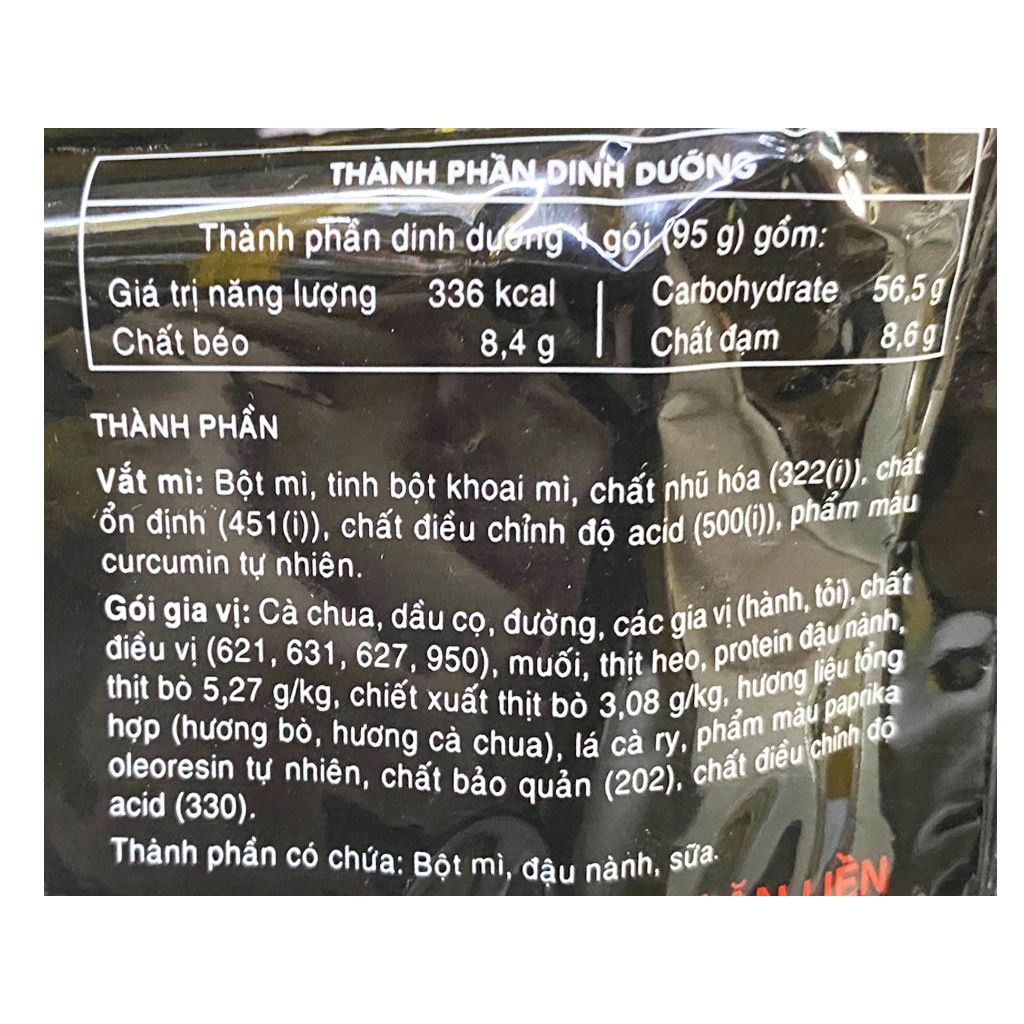 THÀNH PHẦN DINH DƯỠNG
Thành phần dinh dưỡng 1 gói (95 g) gồm:
Giá trị năng lượng 336 kcal Carbohydrate 56,5 g
Chất béo 8,4 g Chất đạm 8,6 g
THÀNH PHẦN
Vắt mì: Bột mì, tinh bột khoai mì, chất nhũ hóa (322(i)), chất
ổn định (451(i)), chất điều chỉnh độ acid (500(i)), phẩm màu
curcumin tự nhiên.
Gói gia vị: Cà chua, dầu cọ, đường, các gia vị (hành, tỏi), chất
điều vị (621, 631, 627, 950), muối, thịt heo, protein đậu nành,
thịt bò 5,27 g/kg, chiết xuất thịt bò 3,08 g/kg, hương liệu tổng
hợp (hương bò, hương cà chua), lá cà ry, phẩm màu paprika
oleoresin tự nhiên, chất bảo quản (202), chất điều chỉnh độ
acid (330).
Thành phần có chứa: Bột mì, đậu nành, sữa.